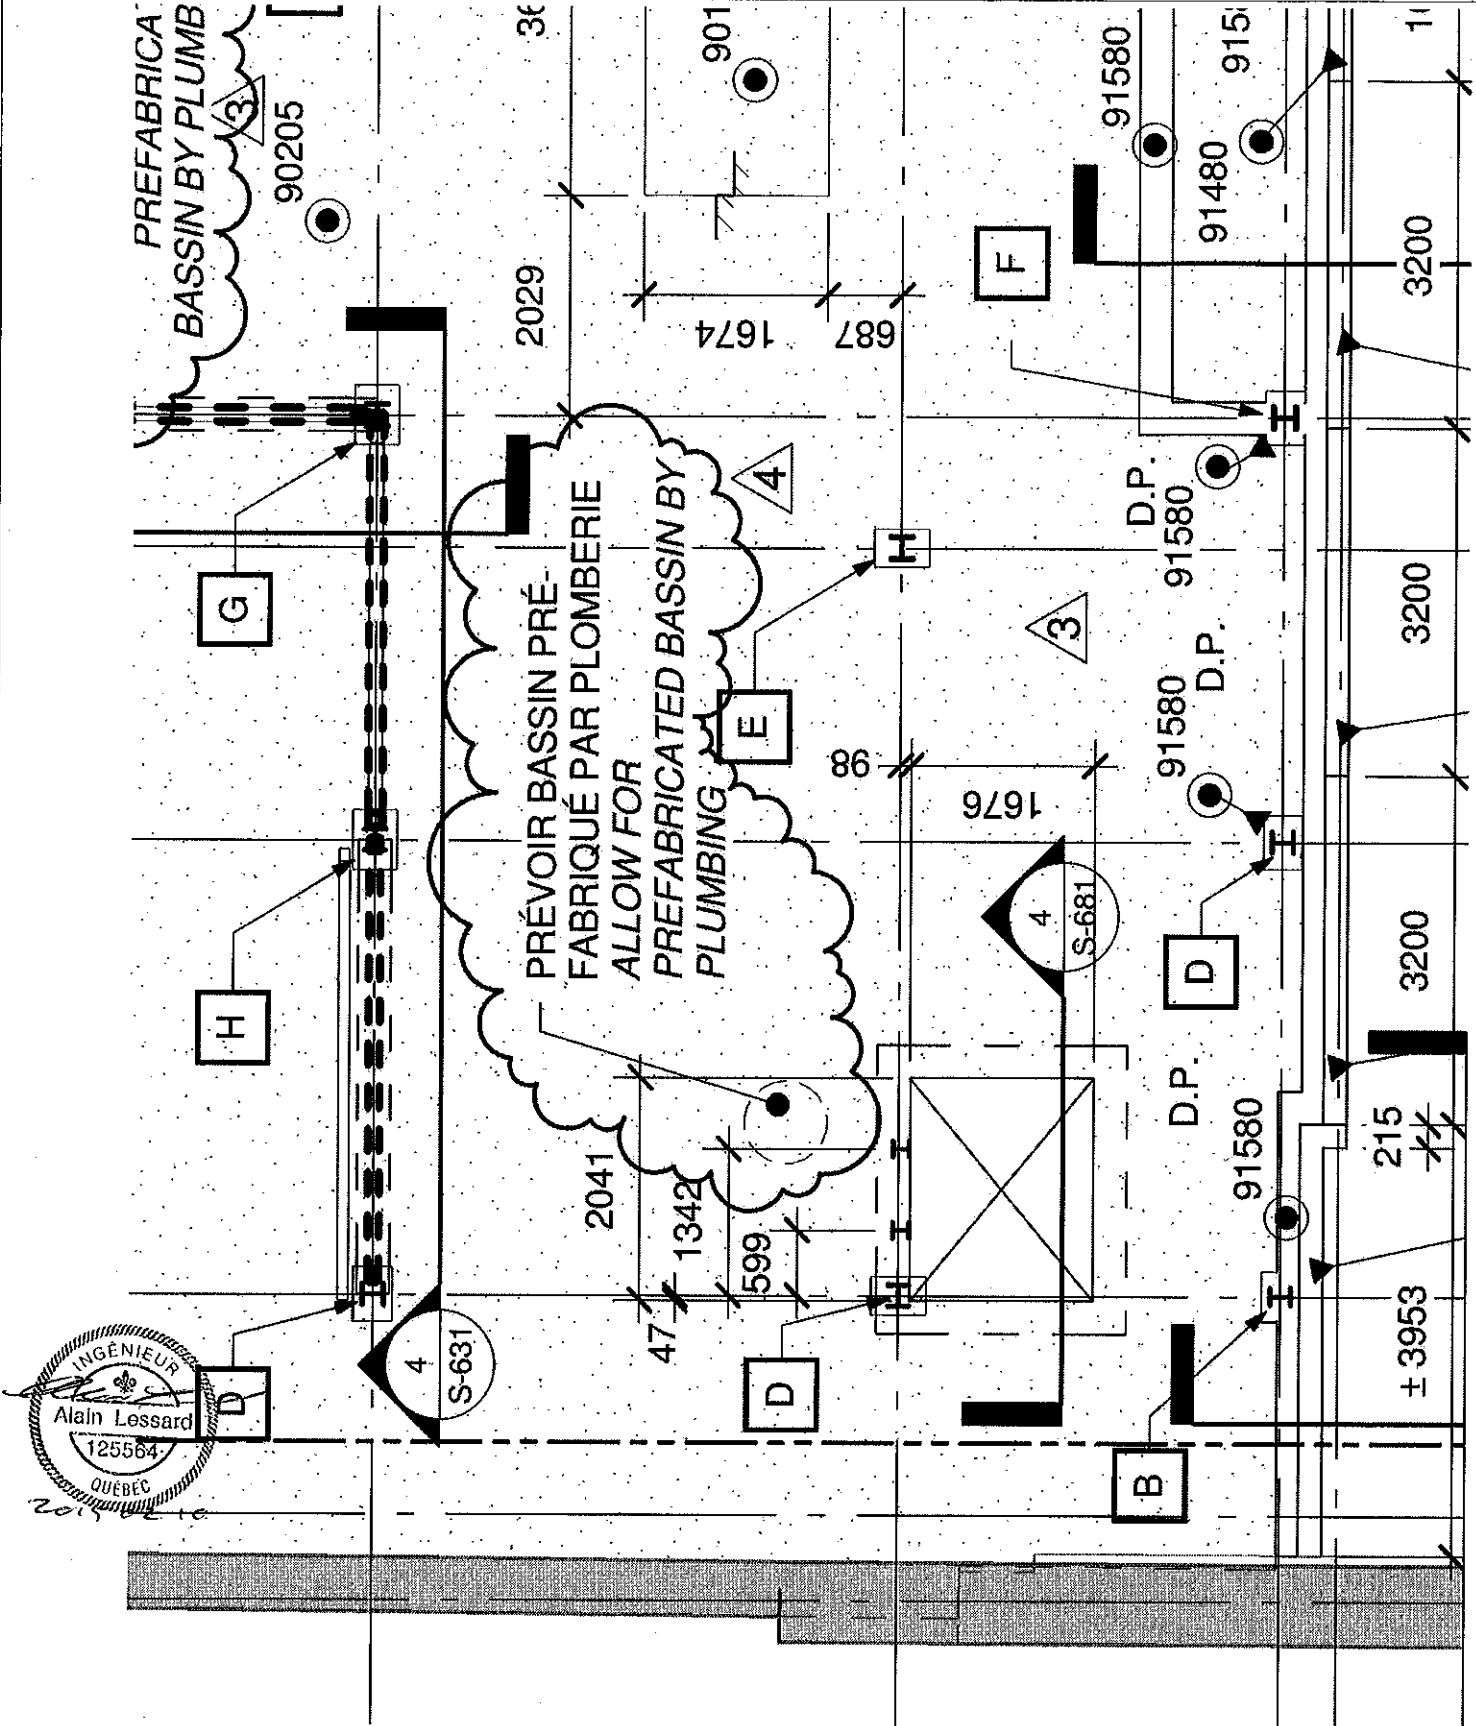 PREFABRICA
BASSIN BY PLUMB
3
90205
36
2029
901
1674
687
91580
915
91480
F
3200
G
PRÉVOIR BASSIN PRÉ-
FABRIQUÉ PAR PLOMBERIE
ALLOW FOR
PREFABRICATED BASSIN BY
PLUMBING
4
E
3
D.P.
91580
3200
D.P.
91580
98
1676
H
4
S-681
D
3200
D.P.
91580
215
2041
1342
599
47
D
4
S-631
D
B
± 3953
INGÉNIEUR
Alain Lessard
125564
QUÉBEC